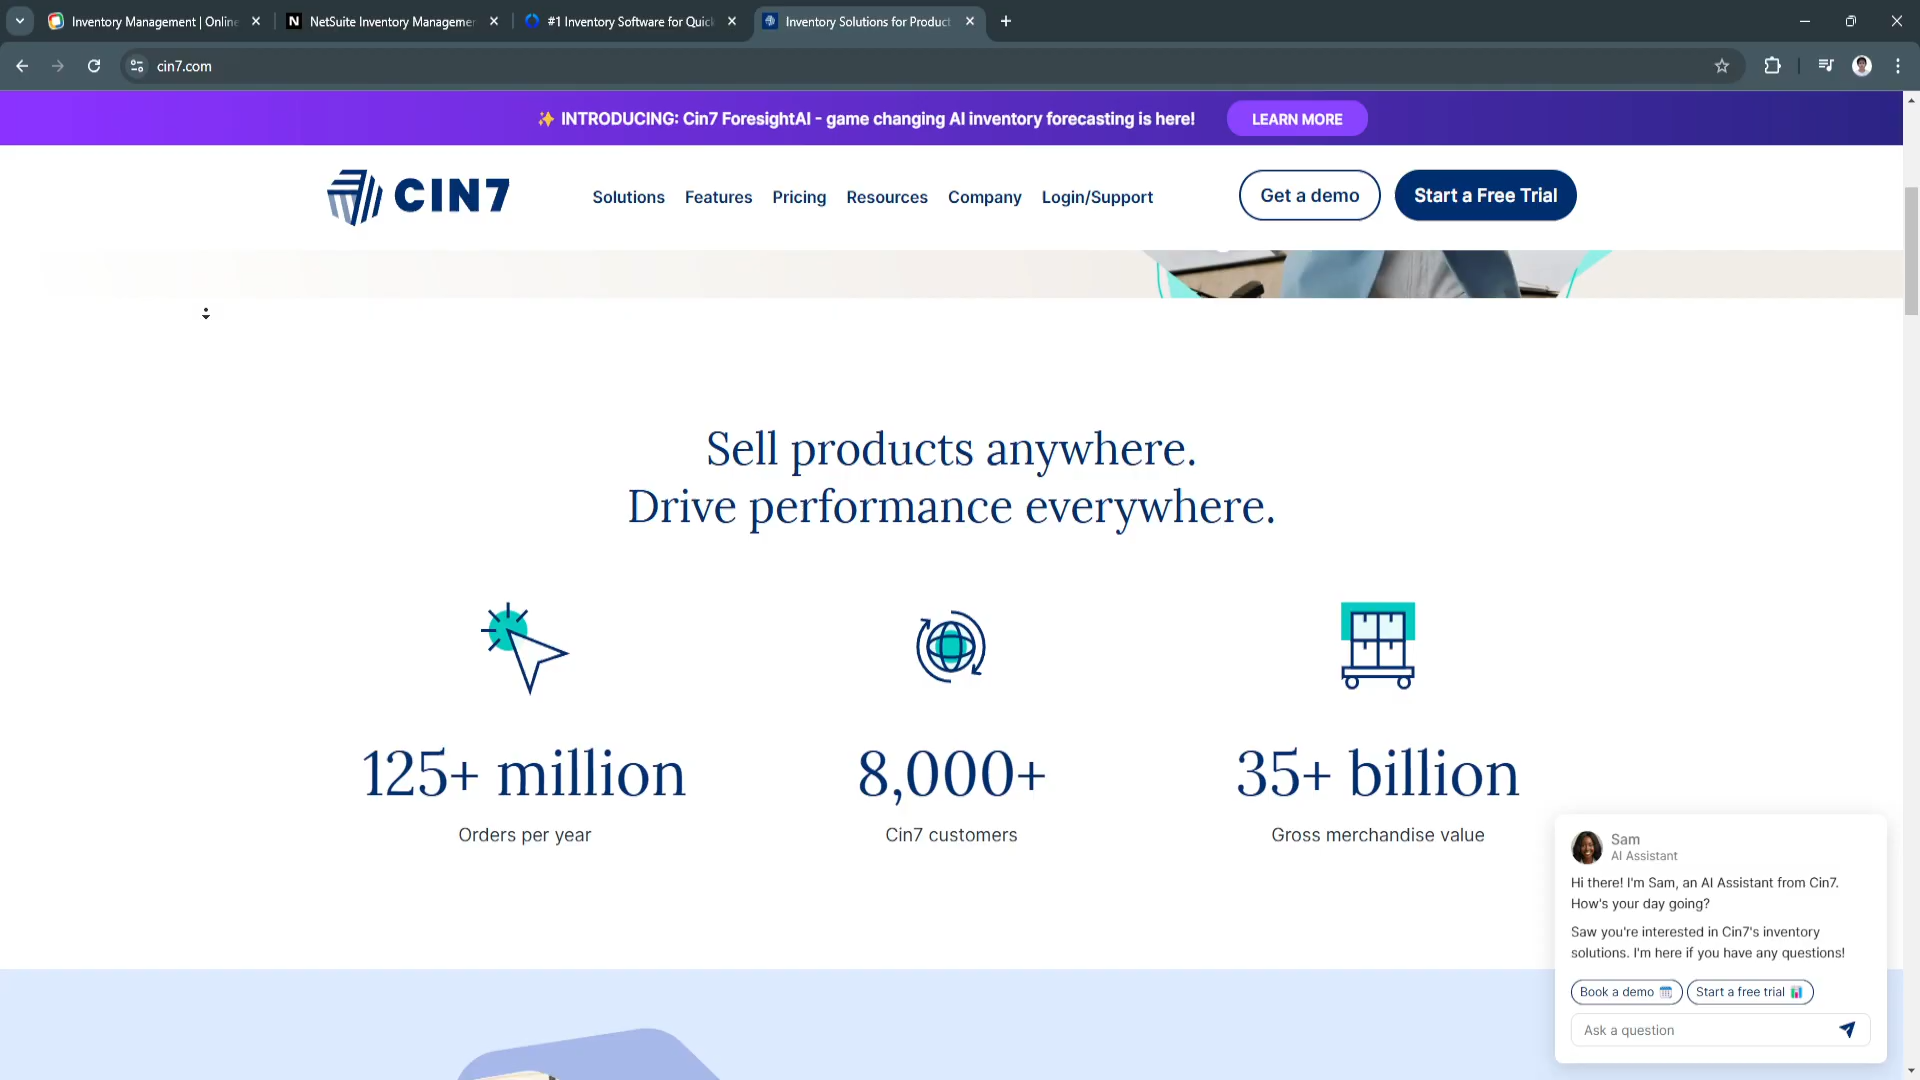 Inventory Management | Online
NetSuite Inventory Managemen
#1 Inventory Software for Quick
Inventory Solutions for Product
cin7.com
✨ INTRODUCING: Cin7 ForesightAI - game changing AI inventory forecasting is here!
LEARN MORE
CIN7
Solutions
Features
Pricing
Resources
Company
Login/Support
Get a demo
Start a Free Trial
Sell products anywhere.
Drive performance everywhere.
125+ million
Orders per year
8,000+
Cin7 customers
35+ billion
Gross merchandise value
Sam
AI Assistant
Hi there! I'm Sam, an AI Assistant from Cin7.
How's your day going?
Saw you're interested in Cin7's inventory
solutions. I'm here if you have any questions!
Book a demo
Start a free trial
Ask a question